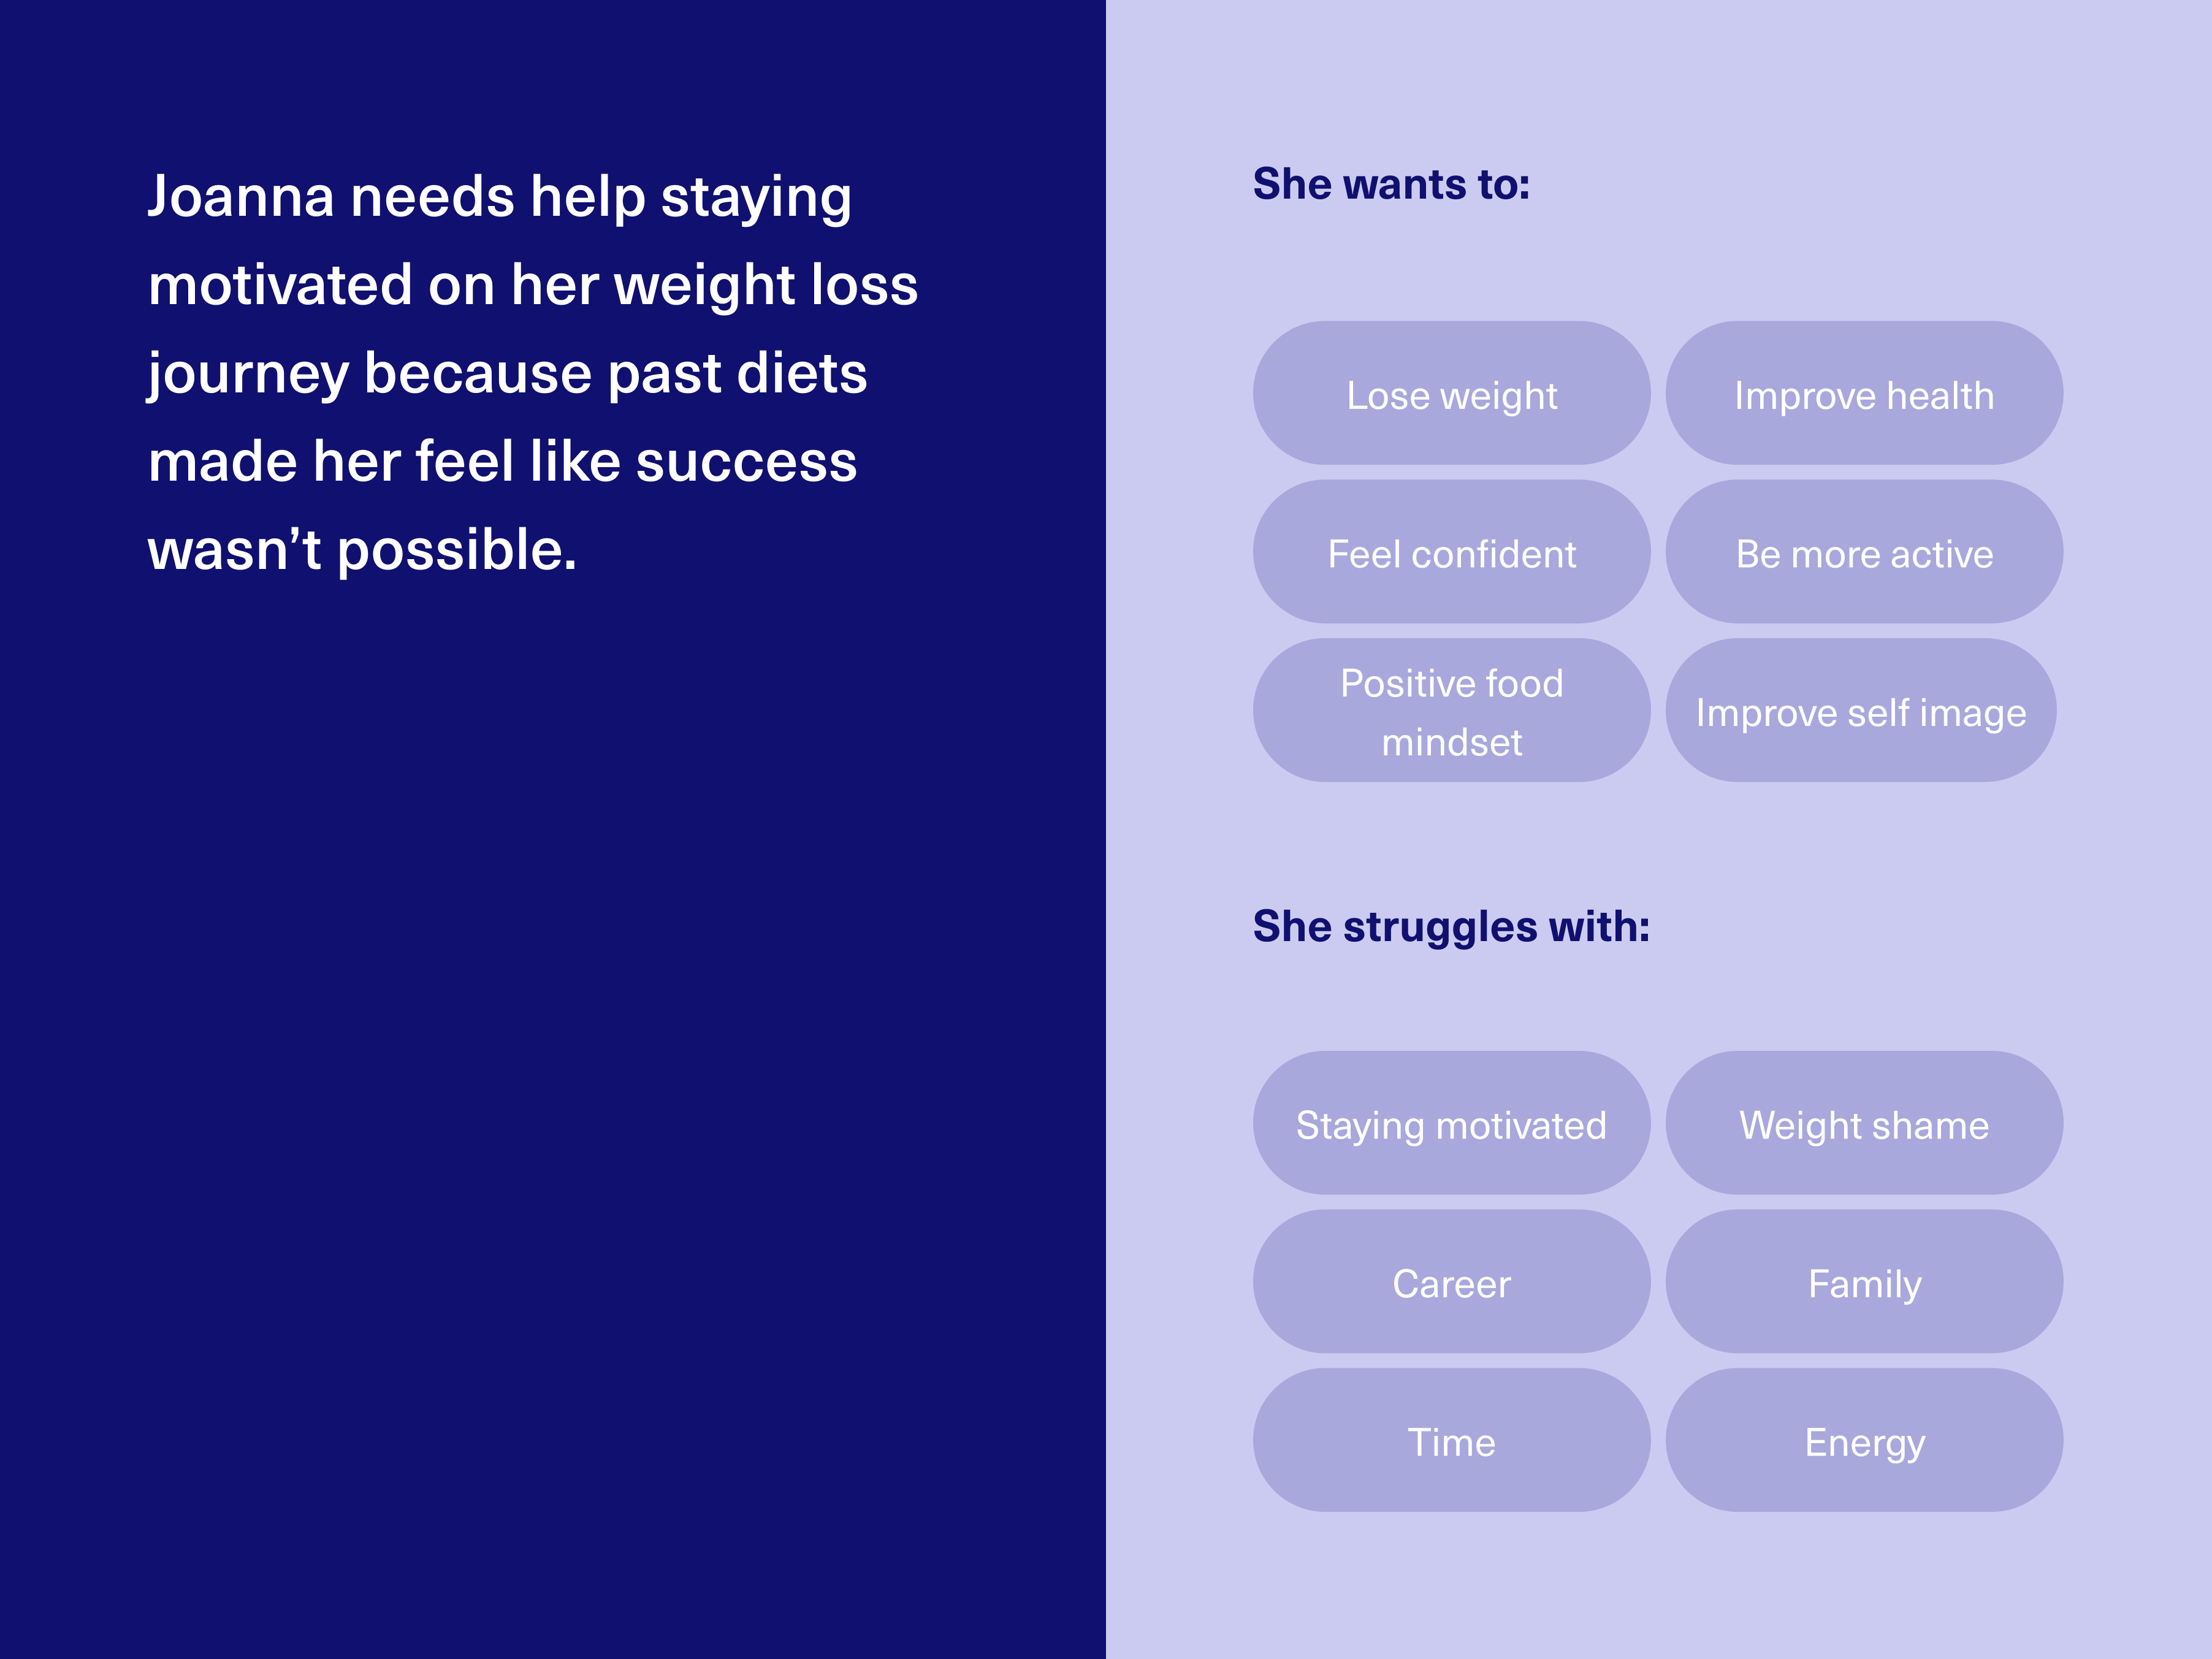 Joanna needs help staying
motivated on her weight loss
journey because past diets
made her feel like success
wasn’t possible.
She wants to:
Lose weight
Improve health
Feel confident
Be more active
Positive food
mindset
Improve self image
She struggles with:
Staying motivated
Weight shame
Career
Family
Time
Energy